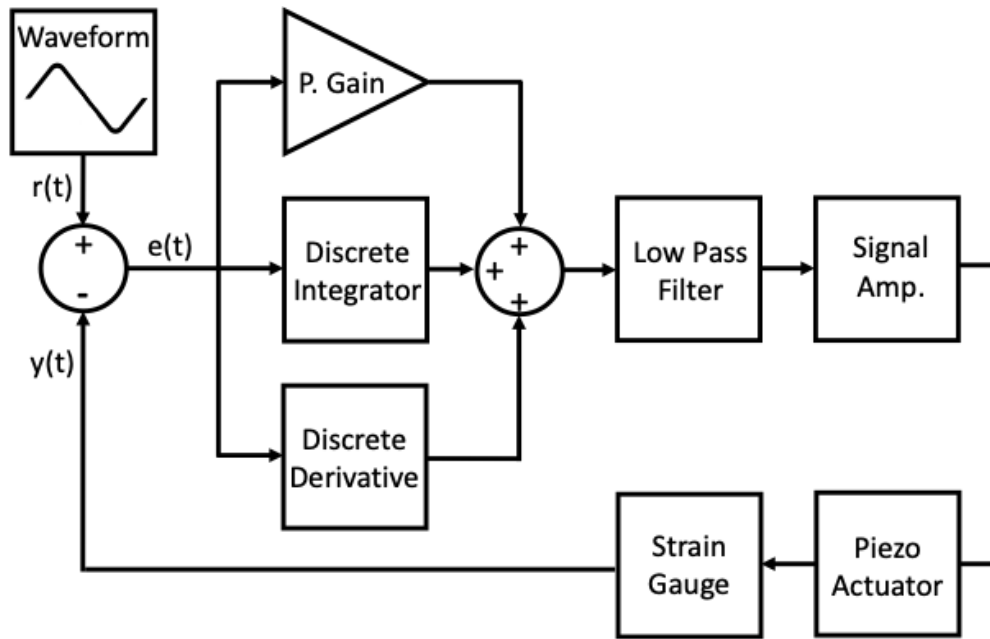 Waveform
r(t)
+
-
e(t)
y(t)
P. Gain
Discrete
Integrator
Discrete
Derivative
+
+
+
Low Pass
Filter
Signal
Amp.
Strain
Gauge
Piezo
Actuator